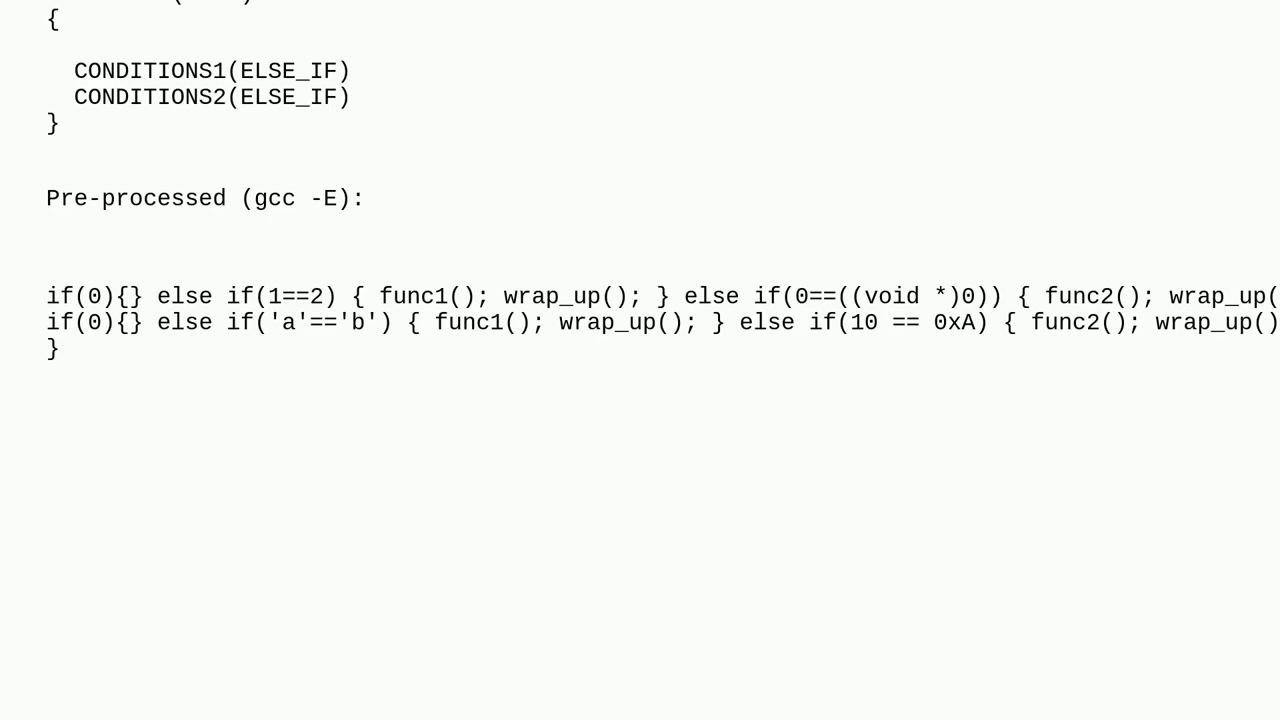 {
CONDITIONS1(ELSE_IF)
CONDITIONS2(ELSE_IF)
}
Pre-processed (gcc -E):
if(0){} else if(1==2) { func1(); wrap_up(); } else if(0==((void *)0)) { func2(); wrap_up(
if(0){} else if('a'=='b') { func1(); wrap_up(); } else if(10 == 0xA) { func2(); wrap_up()
}